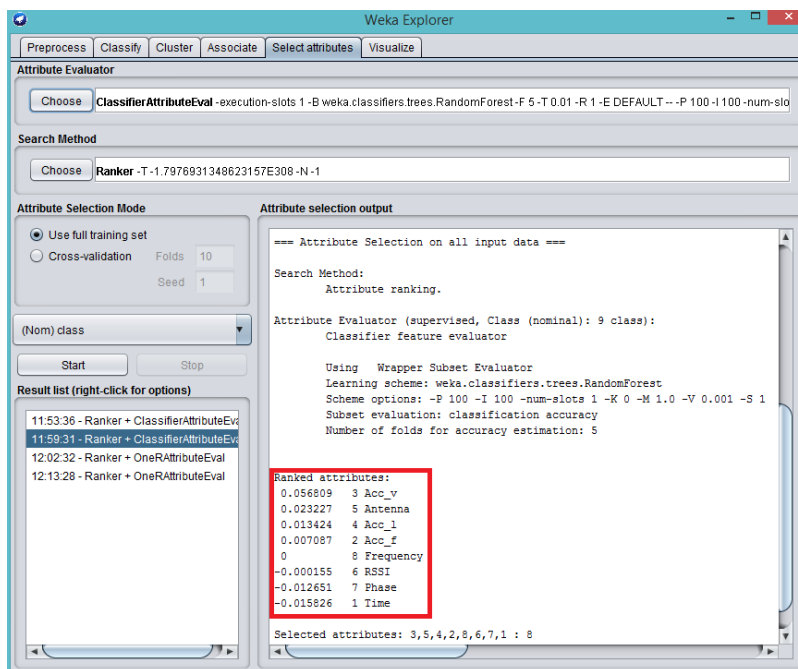 Weka Explorer
Preprocess Classify Cluster Associate Select attributes Visualize
Attribute Evaluator
Choose ClassifierAttributeEval -execution-slots 1 -B weka.classifiers.trees.RandomForest -F 5 -T 0.01 -R 1 -E DEFAULT -- -P 100 -I 100 -num-slo
Search Method
Choose Ranker -T -1.7976931348623157E308 -N -1
Attribute Selection Mode
Use full training set
Cross-validation Folds 10
Seed 1
(Nom) class
Start Stop
Result list (right-click for options)
11:53:36 - Ranker + ClassifierAttributeEva
11:59:31 - Ranker + ClassifierAttributeEva
12:02:32 - Ranker + OneRAttributeEval
12:13:28 - Ranker + OneRAttributeEval
Attribute selection output
=== Attribute Selection on all input data ===
Search Method:
Attribute ranking.
Attribute Evaluator (supervised, Class (nominal): 9 class):
Classifier feature evaluator
Using Wrapper Subset Evaluator
Learning scheme: weka.classifiers.trees.RandomForest
Scheme options: -P 100 -I 100 -num-slots 1 -K 0 -M 1.0 -V 0.001 -S 1
Subset evaluation: classification accuracy
Number of folds for accuracy estimation: 5
Ranked attributes:
0.056809 3 Acc_v
0.023227 5 Antenna
0.013424 4 Acc_l
0.007087 2 Acc_f
0 8 Frequency
-0.000155 6 RSSI
-0.012651 7 Phase
-0.015826 1 Time
Selected attributes: 3,5,4,2,8,6,7,1 : 8